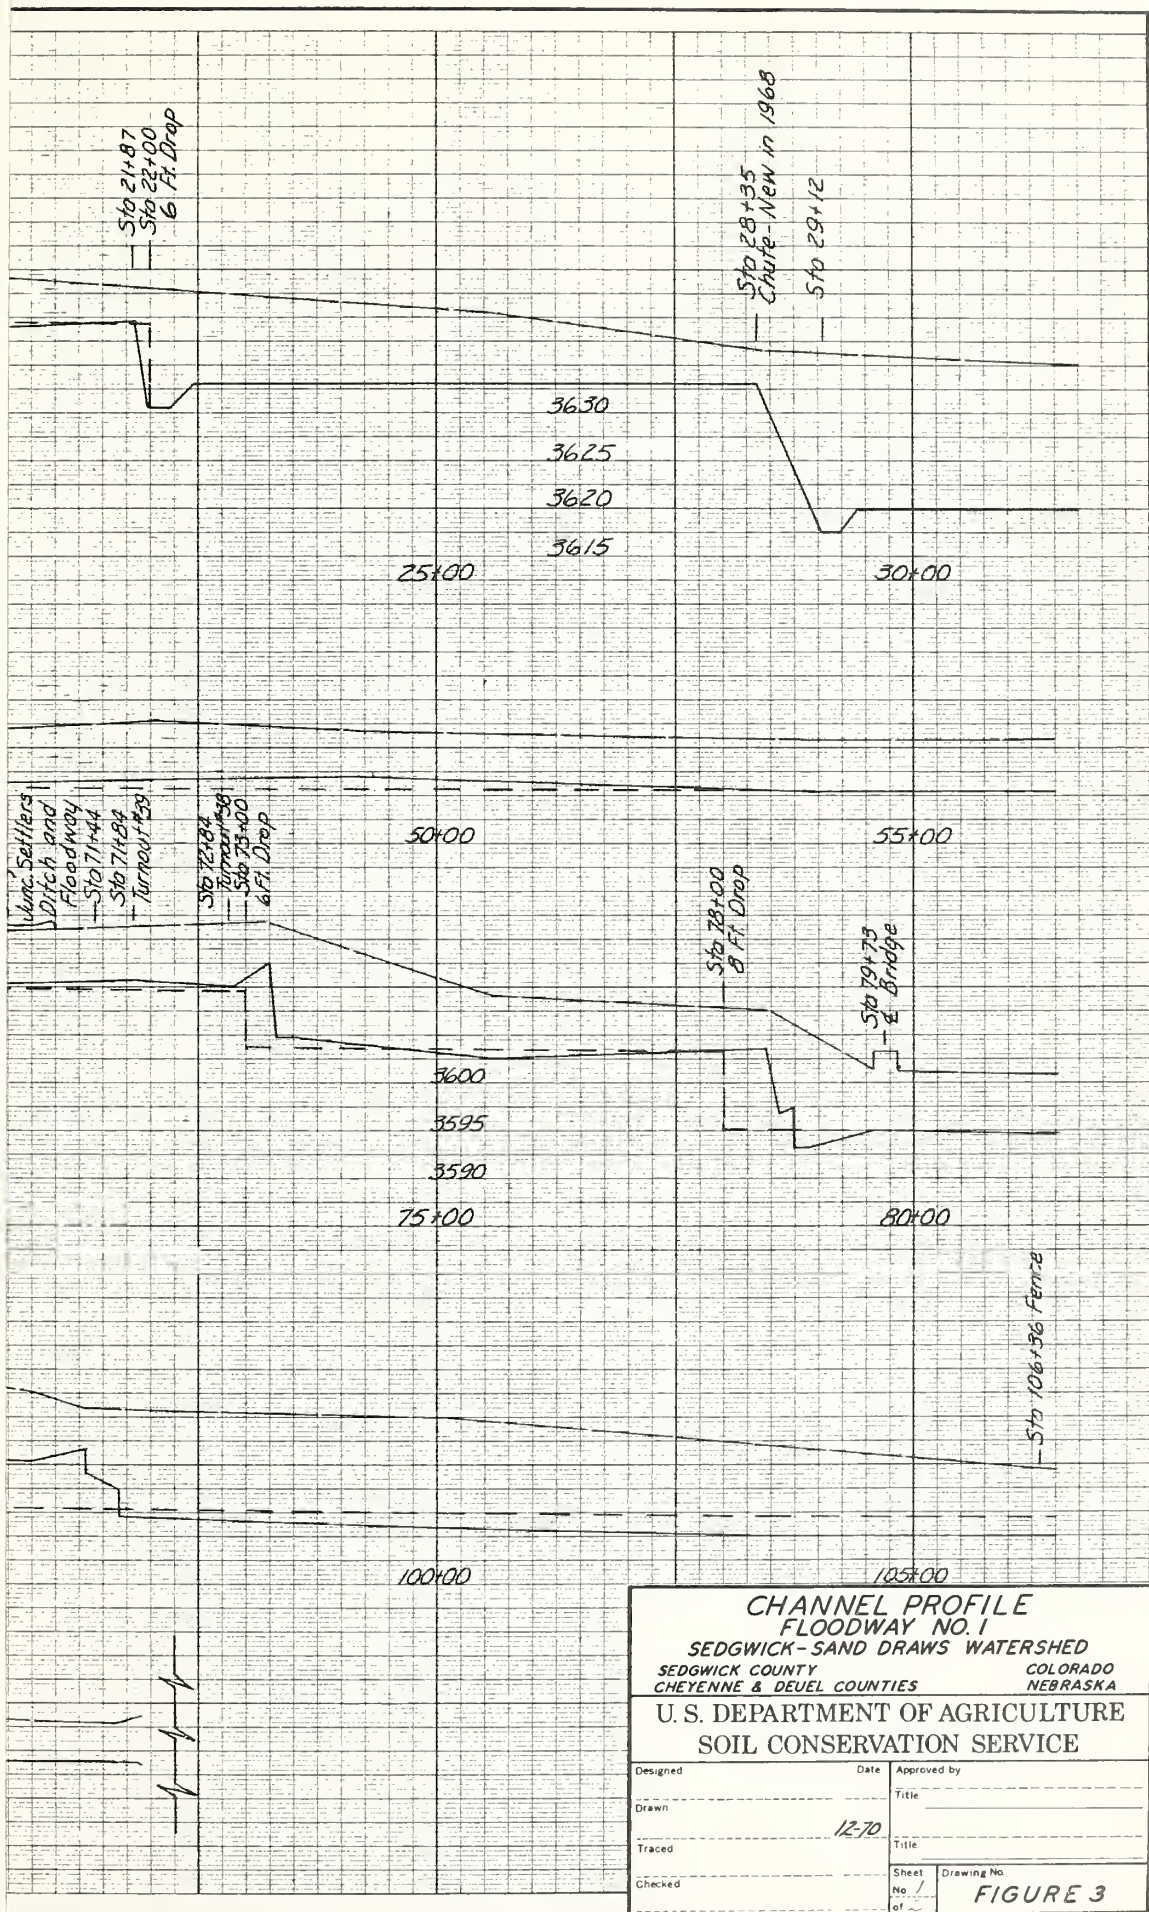 Sta 21+87
Sta 22+00
6 Ft. Drop
Sta 28+35
Chute-New in 1968
Sta 29+12
3630
3625
3620
3615
25+00
30+00
Junc. Settlers
Ditch and
Floodway
Sta 71+44
Sta 71+84
Turnout #39
Sta 72+84
Turnout #38
Sta 73+00
6 Ft. Drop
50+00
55+00
Sta 78+00
8 Ft Drop
Sta 79+73
℄ Bridge
3600
3595
3590
75+00
80+00
Sta 106+36 Fence
100+00
105+00
CHANNEL PROFILE
FLOODWAY NO. 1
SEDGWICK-SAND DRAWS WATERSHED
SEDGWICK COUNTY COLORADO
CHEYENNE & DEUEL COUNTIES NEBRASKA
U. S. DEPARTMENT OF AGRICULTURE
SOIL CONSERVATION SERVICE
Designed Date
Drawn
12-70
Traced
Checked
Approved by
Title
Title
Sheet
No 1
of
Drawing No.
FIGURE 3